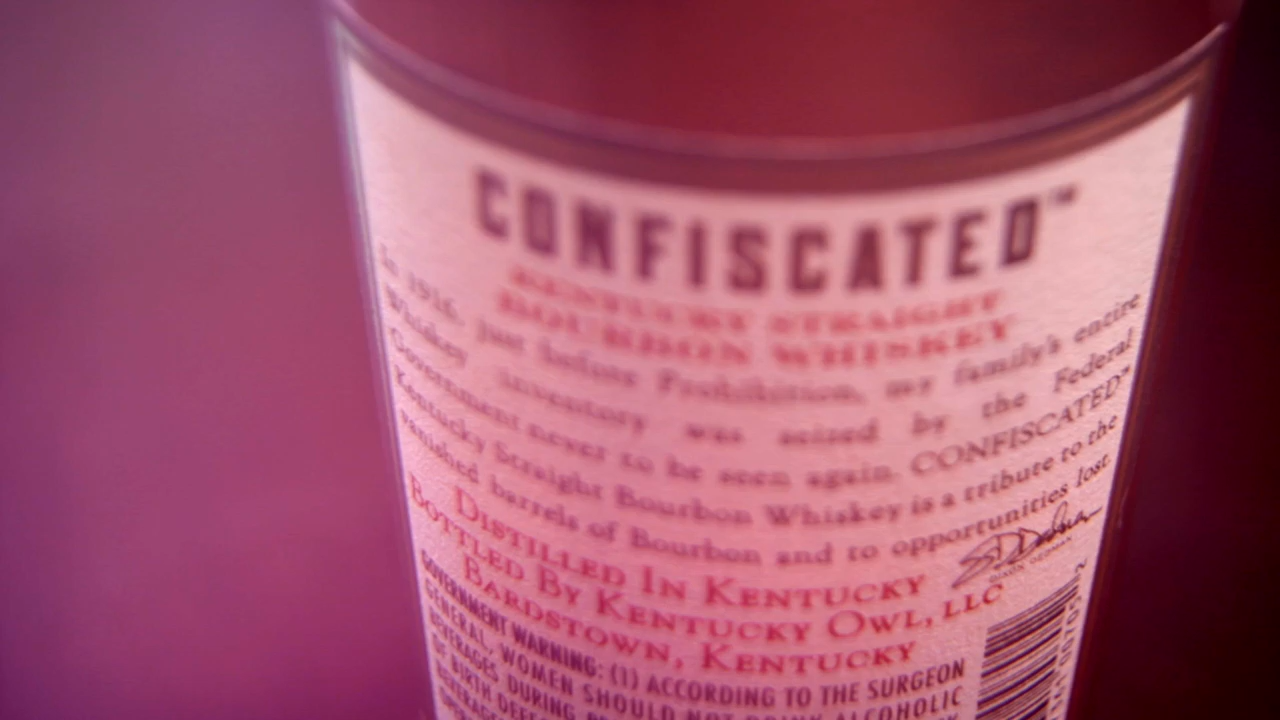 CONFISCATED™
KENTUCKY STRAIGHT
BOURBON WHISKEY
In 1916, just before Prohibition, my family's entire
whiskey inventory was seized by the Federal
Government never to be seen again. CONFISCATED™
Kentucky Straight Bourbon Whiskey is a tribute to the
vanished barrels of Bourbon and to opportunities lost.
DIXON DEDMAN
DISTILLED IN KENTUCKY
BOTTLED BY KENTUCKY OWL, LLC
BARDSTOWN, KENTUCKY
GOVERNMENT WARNING: (1) ACCORDING TO THE SURGEON
GENERAL, WOMEN SHOULD NOT DRINK ALCOHOLIC
BEVERAGES DURING
OF BIRTH